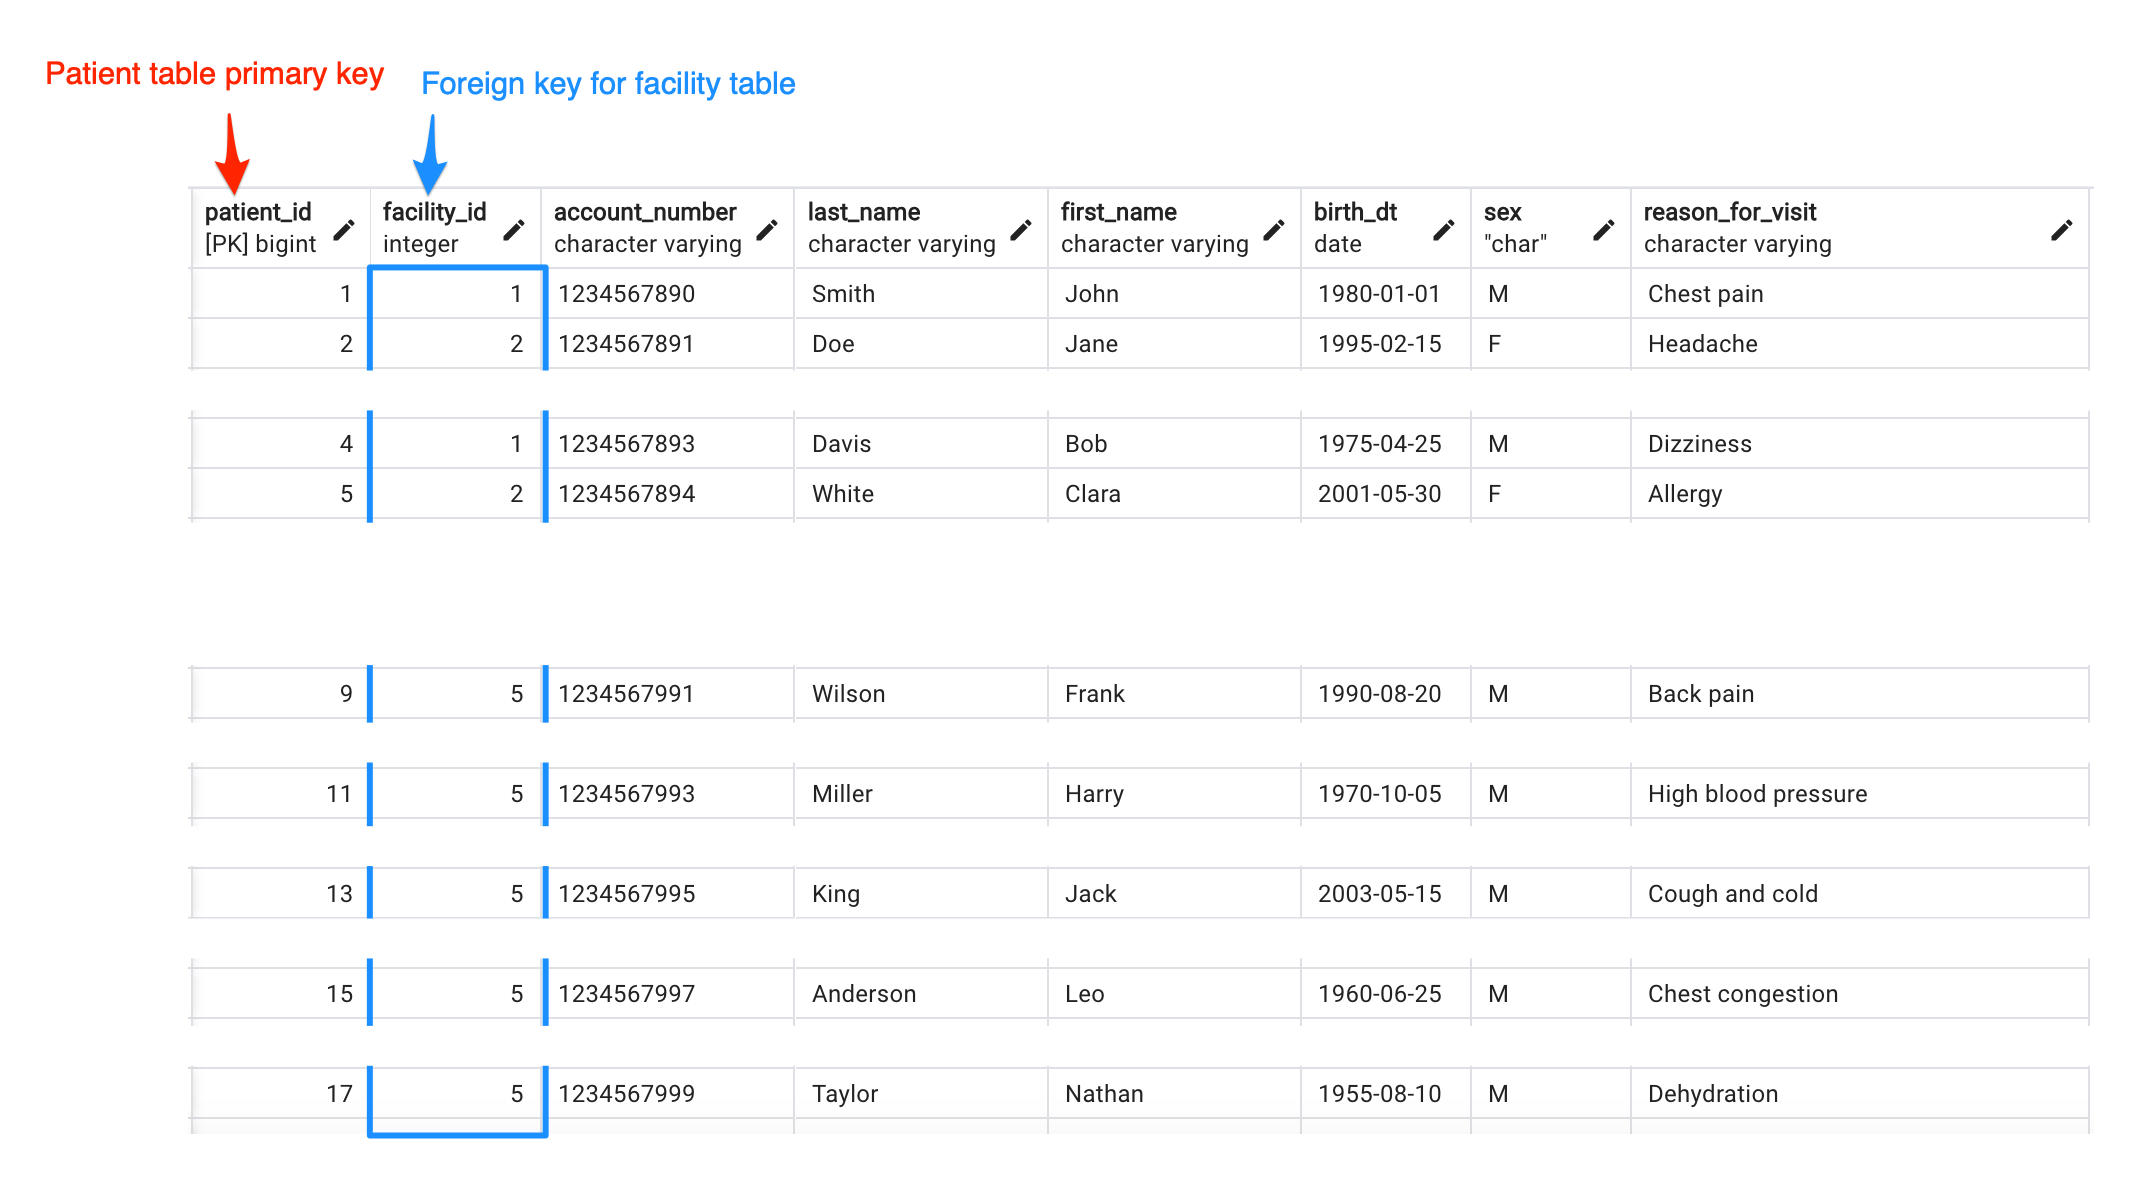 Patient table primary key
Foreign key for facility table
patient_id facility_id account_number last_name first_name birth_dt sex reason_for_visit
[PK] bigint integer character varying character varying character varying date "char" character varying
1 1 1234567890 Smith John 1980-01-01 M Chest pain
2 2 1234567891 Doe Jane 1995-02-15 F Headache
4 1 1234567893 Davis Bob 1975-04-25 M Dizziness
5 2 1234567894 White Clara 2001-05-30 F Allergy
9 5 1234567991 Wilson Frank 1990-08-20 M Back pain
11 5 1234567993 Miller Harry 1970-10-05 M High blood pressure
13 5 1234567995 King Jack 2003-05-15 M Cough and cold
15 5 1234567997 Anderson Leo 1960-06-25 M Chest congestion
17 5 1234567999 Taylor Nathan 1955-08-10 M Dehydration